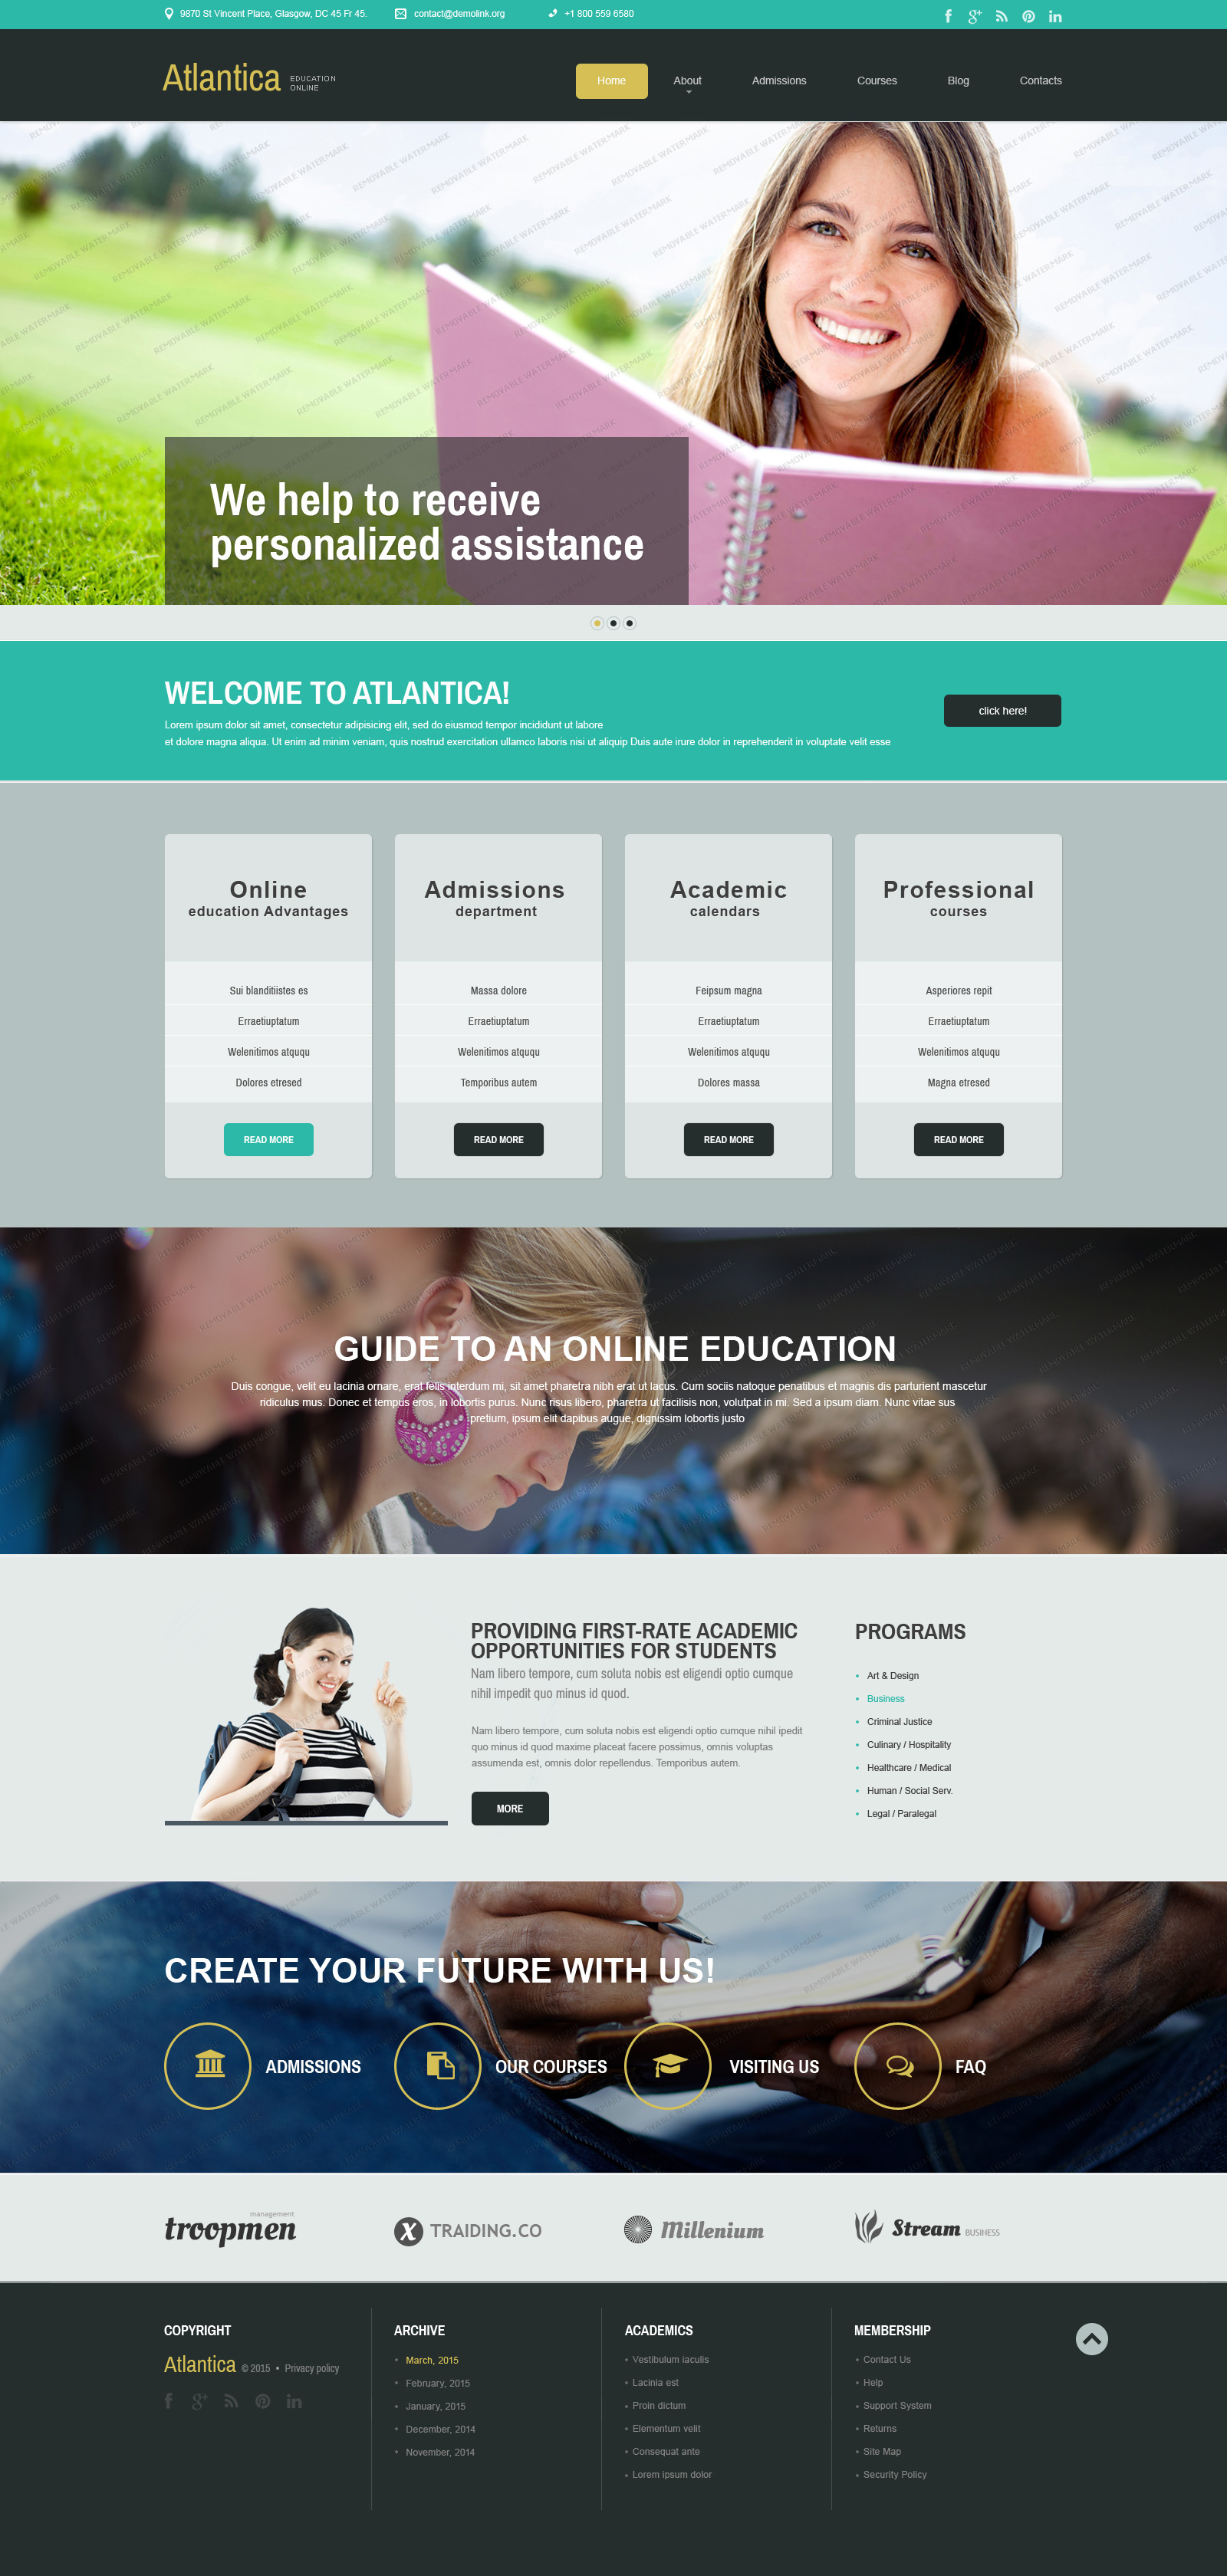 9870 St Vincent Place, Glasgow, DC 45 Fr 45.
contact@demolink.org
+1 800 559 6580
Atlantica
EDUCATION
ONLINE
Home
About
Admissions
Courses
Blog
Contacts
REMOVABLE WATERMARK
We help to receive
personalized assistance
WELCOME TO ATLANTICA!
Lorem ipsum dolor sit amet, consectetur adipisicing elit, sed do eiusmod tempor incididunt ut labore
et dolore magna aliqua. Ut enim ad minim veniam, quis nostrud exercitation ullamco laboris nisi ut aliquip Duis aute irure dolor in reprehenderit in voluptate velit esse
click here!
Online
education Advantages
Sui blanditiistes es
Erraetiuptatum
Welenitimos atququ
Dolores etresed
READ MORE
Admissions
department
Massa dolore
Erraetiuptatum
Welenitimos atququ
Temporibus autem
READ MORE
Academic
calendars
Feipsum magna
Erraetiuptatum
Welenitimos atququ
Dolores massa
READ MORE
Professional
courses
Asperiores repit
Erraetiuptatum
Welenitimos atququ
Magna etresed
READ MORE
GUIDE TO AN ONLINE EDUCATION
Duis congue, velit eu lacinia ornare, erat felis interdum mi, sit amet pharetra nibh erat ut lacus. Cum sociis natoque penatibus et magnis dis parturient mascetur
ridiculus mus. Donec et tempus eros, in lobortis purus. Nunc risus libero, pharetra ut facilisis non, volutpat in mi. Sed a ipsum diam. Nunc vitae sus
pretium, ipsum elit dapibus augue, dignissim lobortis justo
PROVIDING FIRST-RATE ACADEMIC
OPPORTUNITIES FOR STUDENTS
Nam libero tempore, cum soluta nobis est eligendi optio cumque
nihil impedit quo minus id quod.
Nam libero tempore, cum soluta nobis est eligendi optio cumque nihil ipedit
quo minus id quod maxime placeat facere possimus, omnis voluptas
assumenda est, omnis dolor repellendus. Temporibus autem.
MORE
PROGRAMS
Art & Design
Business
Criminal Justice
Culinary / Hospitality
Healthcare / Medical
Human / Social Serv.
Legal / Paralegal
CREATE YOUR FUTURE WITH US!
ADMISSIONS
OUR COURSES
VISITING US
FAQ
management
troopmen
X TRAIDING.CO
Millenium
Stream BUSINESS
COPYRIGHT
Atlantica © 2015 • Privacy policy
ARCHIVE
March, 2015
February, 2015
January, 2015
December, 2014
November, 2014
ACADEMICS
Vestibulum iaculis
Lacinia est
Proin dictum
Elementum velit
Consequat ante
Lorem ipsum dolor
MEMBERSHIP
Contact Us
Help
Support System
Returns
Site Map
Security Policy